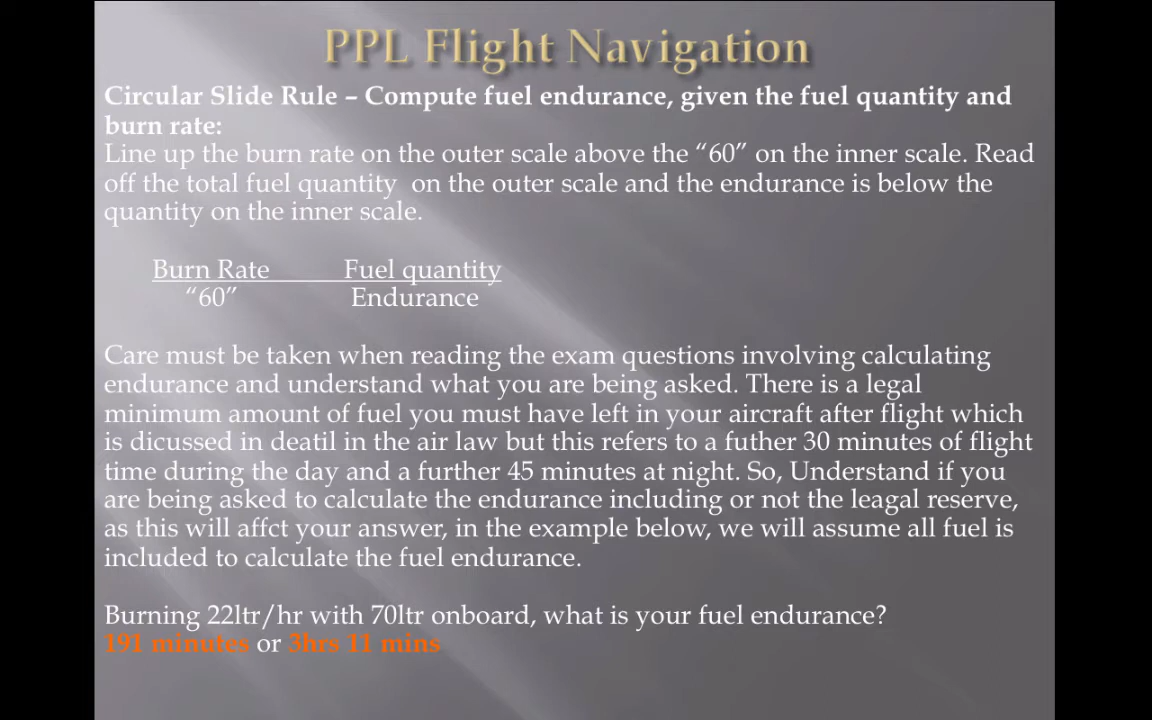 PPL Flight Navigation
Circular Slide Rule – Compute fuel endurance, given the fuel quantity and
burn rate:
Line up the burn rate on the outer scale above the “60” on the inner scale. Read
off the total fuel quantity on the outer scale and the endurance is below the
quantity on the inner scale.
Burn Rate Fuel quantity
“60” Endurance
Care must be taken when reading the exam questions involving calculating
endurance and understand what you are being asked. There is a legal
minimum amount of fuel you must have left in your aircraft after flight which
is dicussed in deatil in the air law but this refers to a futher 30 minutes of flight
time during the day and a further 45 minutes at night. So, Understand if you
are being asked to calculate the endurance including or not the leagal reserve,
as this will affct your answer, in the example below, we will assume all fuel is
included to calculate the fuel endurance.
Burning 22ltr/hr with 70ltr onboard, what is your fuel endurance?
191 minutes or 3hrs 11 mins